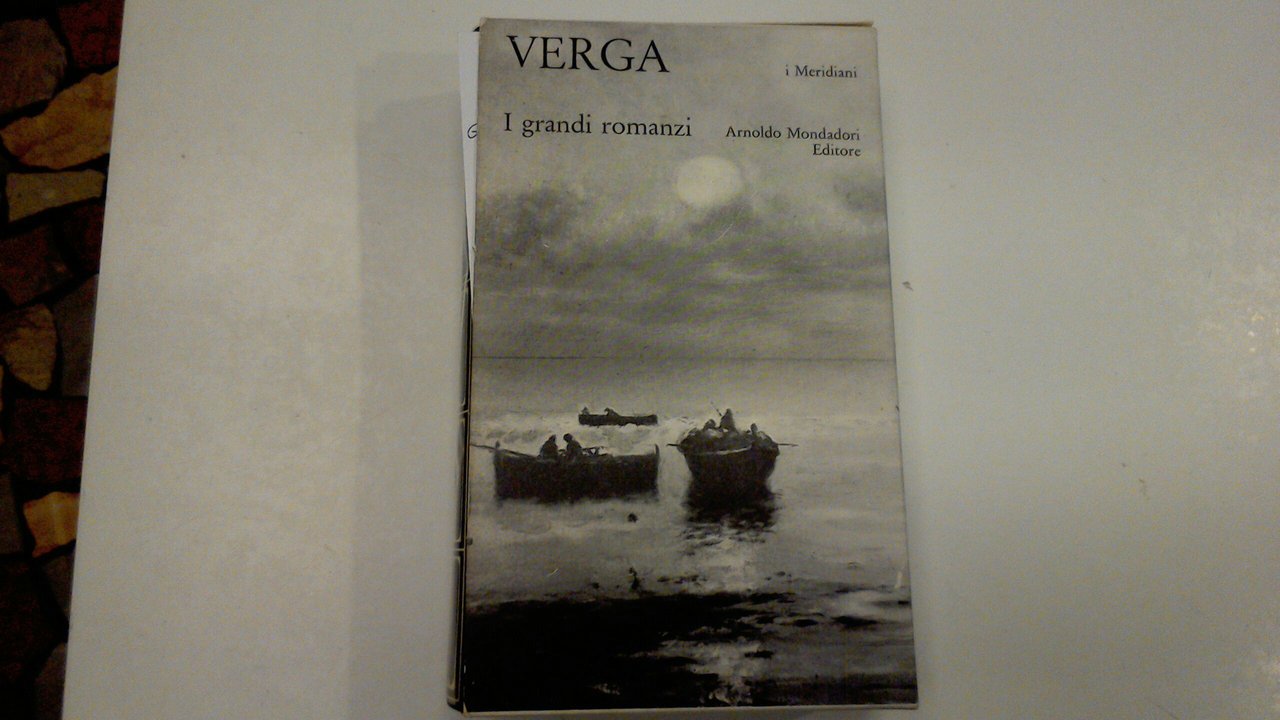 VERGA
i Meridiani
I grandi romanzi
Arnoldo Mondadori
Editore
G